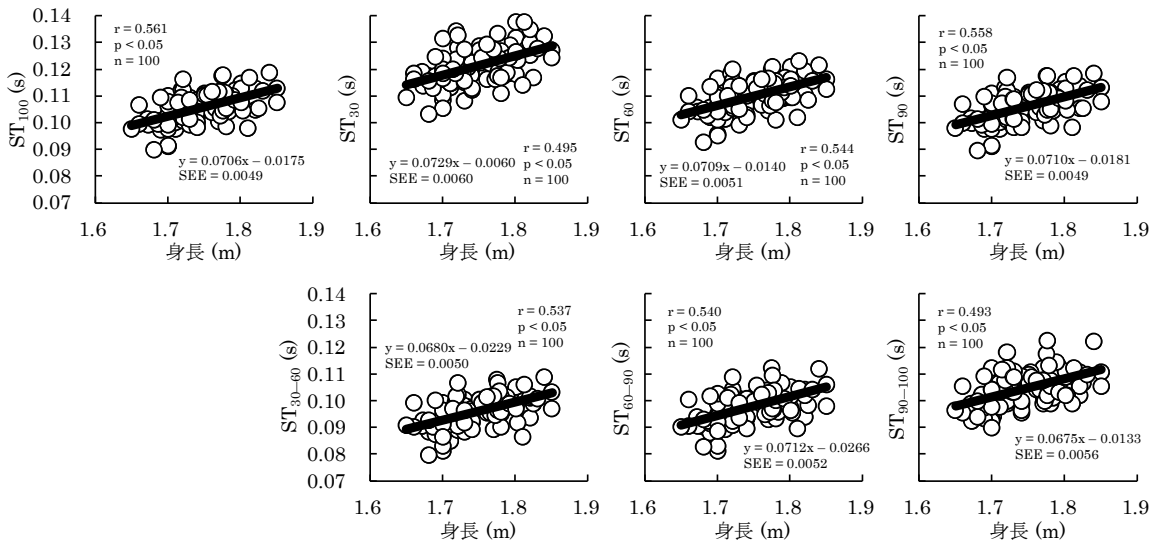 0.14
0.13
0.12
0.11
0.10
0.09
0.08
0.07
ST100 (s)
r = 0.561
p < 0.05
n = 100
y = 0.0706x − 0.0175
SEE = 0.0049
1.6 1.7 1.8 1.9
身長 (m)
ST30 (s)
y = 0.0729x − 0.0060
SEE = 0.0060
r = 0.495
p < 0.05
n = 100
1.6 1.7 1.8 1.9
身長 (m)
ST60 (s)
y = 0.0709x − 0.0140
SEE = 0.0051
r = 0.544
p < 0.05
n = 100
1.6 1.7 1.8 1.9
身長 (m)
ST90 (s)
r = 0.558
p < 0.05
n = 100
y = 0.0710x − 0.0181
SEE = 0.0049
1.6 1.7 1.8 1.9
身長 (m)
0.14
0.13
0.12
0.11
0.10
0.09
0.08
0.07
ST30−60 (s)
r = 0.537
p < 0.05
n = 100
y = 0.0680x − 0.0229
SEE = 0.0050
1.6 1.7 1.8 1.9
身長 (m)
ST60−90 (s)
r = 0.540
p < 0.05
n = 100
y = 0.0712x − 0.0266
SEE = 0.0052
1.6 1.7 1.8 1.9
身長 (m)
ST90−100 (s)
r = 0.493
p < 0.05
n = 100
y = 0.0675x − 0.0133
SEE = 0.0056
1.6 1.7 1.8 1.9
身長 (m)